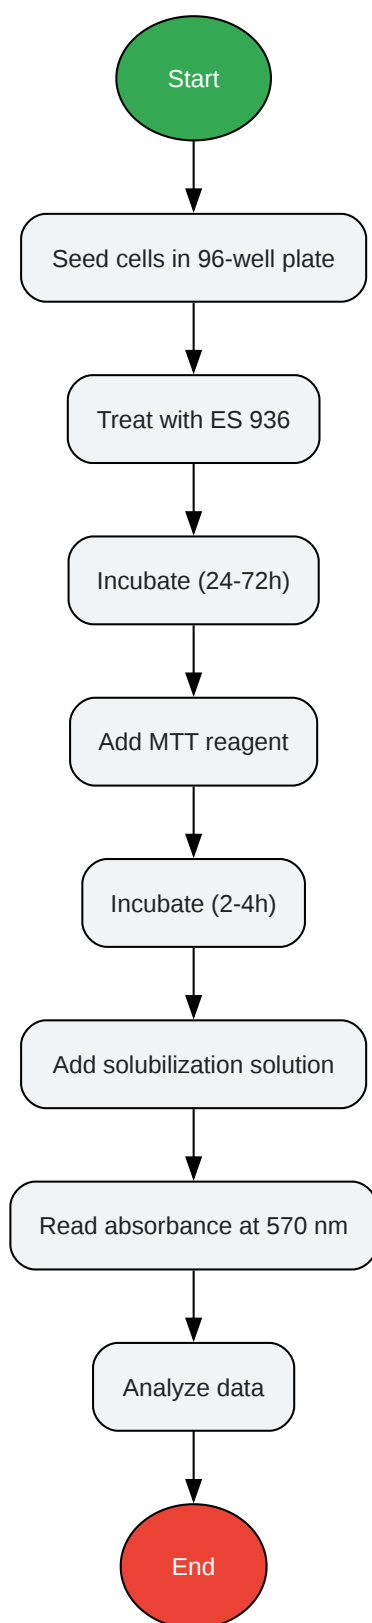 Start
Seed cells in 96-well plate
Treat with ES 936
Incubate (24-72h)
Add MTT reagent
Incubate (2-4h)
Add solubilization solution
Read absorbance at 570 nm
Analyze data
End